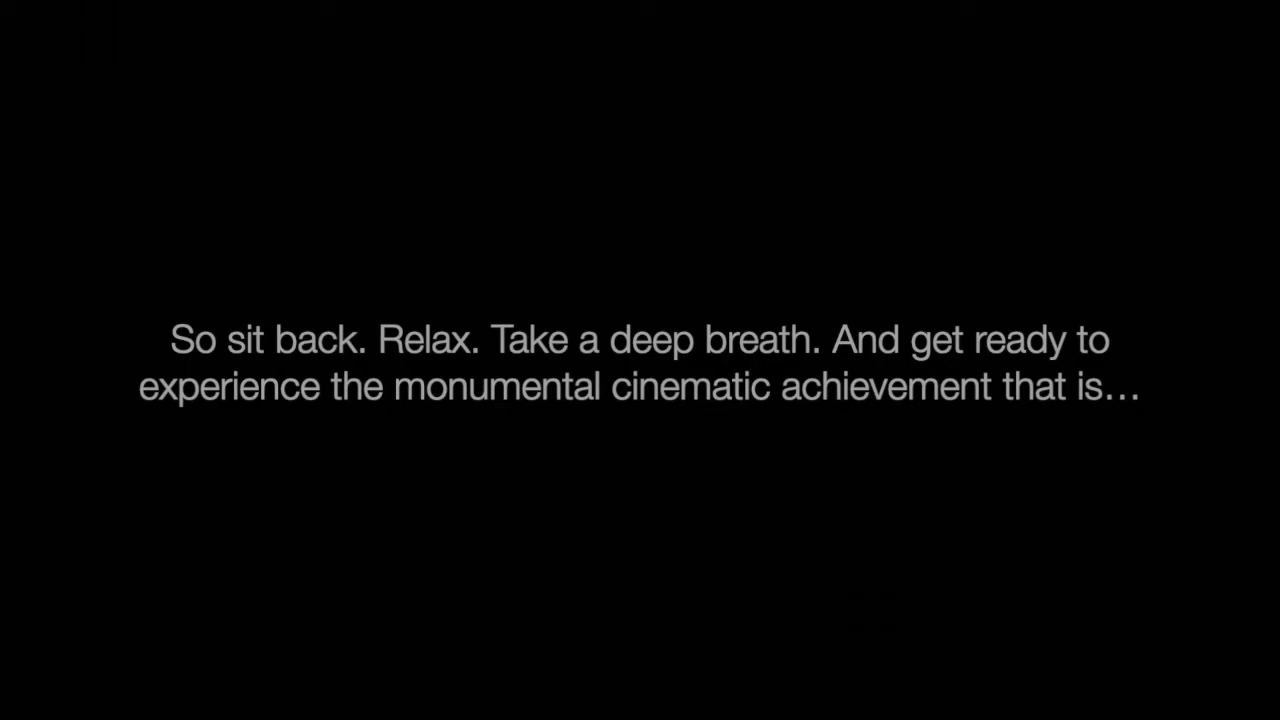 So sit back. Relax. Take a deep breath. And get ready to
experience the monumental cinematic achievement that is…